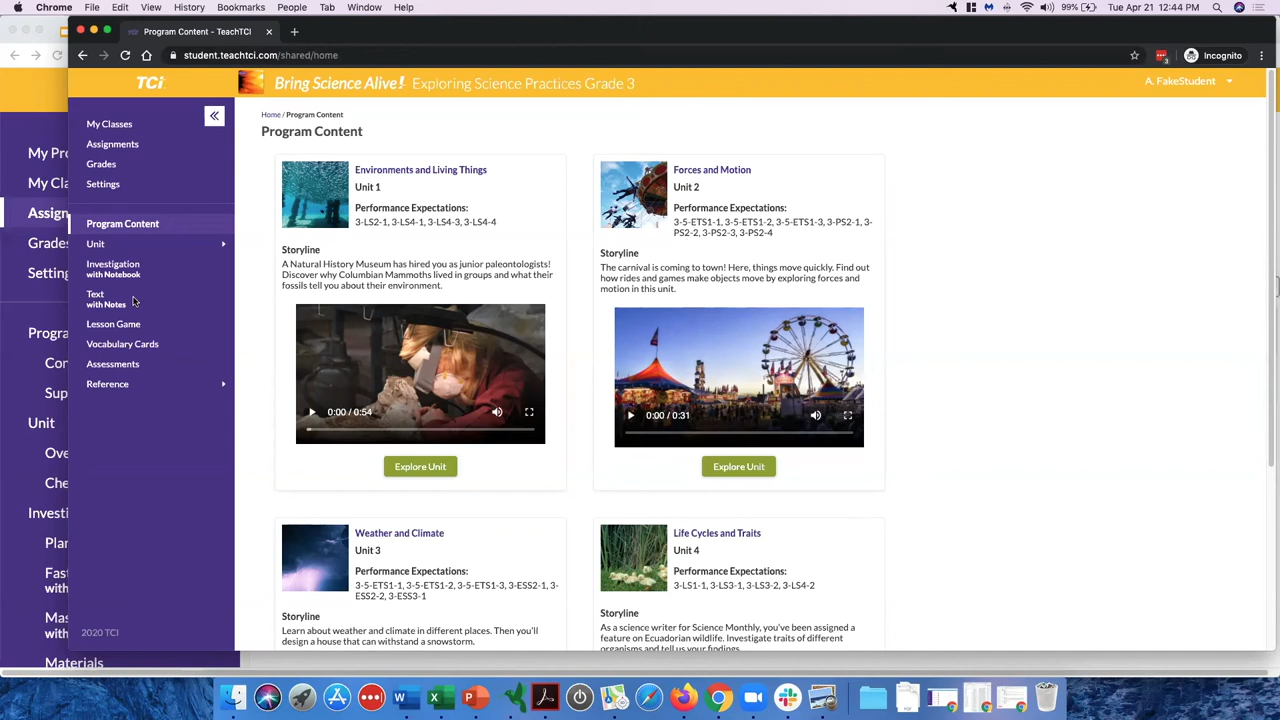 Chrome File Edit View History Bookmarks People Tab Window Help 99% Tue Apr 21 12:44 PM
Program Content - TeachTCI
student.teachtci.com/shared/home
3
Incognito
TCi
Bring Science Alive! - Exploring Science Practices Grade 3
A. FakeStudent
My Classes
Assignments
Grades
Settings
Program Content
Unit
Investigation
with Notebook
Text
with Notes
Lesson Game
Vocabulary Cards
Assessments
Reference
2020 TCI
My Pr
My Cla
Assign
Grades
Setting
Progra
Con
Sup
Unit
Ove
Che
Investi
Plan
Fas
with
Mas
with
Materials
Home / Program Content
Program Content
Environments and Living Things
Unit 1
Performance Expectations:
3-LS2-1, 3-LS4-1, 3-LS4-3, 3-LS4-4
Storyline
A Natural History Museum has hired you as junior paleontologists!
Discover why Columbian Mammoths lived in groups and what their
fossils tell you about their environment.
0:00 / 0:54
Explore Unit
Forces and Motion
Unit 2
Performance Expectations:
3-5-ETS1-1, 3-5-ETS1-2, 3-5-ETS1-3, 3-PS2-1, 3-
PS2-2, 3-PS2-3, 3-PS2-4
Storyline
The carnival is coming to town! Here, things move quickly. Find out
how rides and games make objects move by exploring forces and
motion in this unit.
0:00 / 0:31
Explore Unit
Weather and Climate
Unit 3
Performance Expectations:
3-5-ETS1-1, 3-5-ETS1-2, 3-5-ETS1-3, 3-ESS2-1, 3-
ESS2-2, 3-ESS3-1
Storyline
Learn about weather and climate in different places. Then you'll
design a house that can withstand a snowstorm.
Life Cycles and Traits
Unit 4
Performance Expectations:
3-LS1-1, 3-LS3-1, 3-LS3-2, 3-LS4-2
Storyline
As a science writer for Science Monthly, you've been assigned a
feature on Ecuadorian wildlife. Investigate traits of different
organisms and tell us your findings.